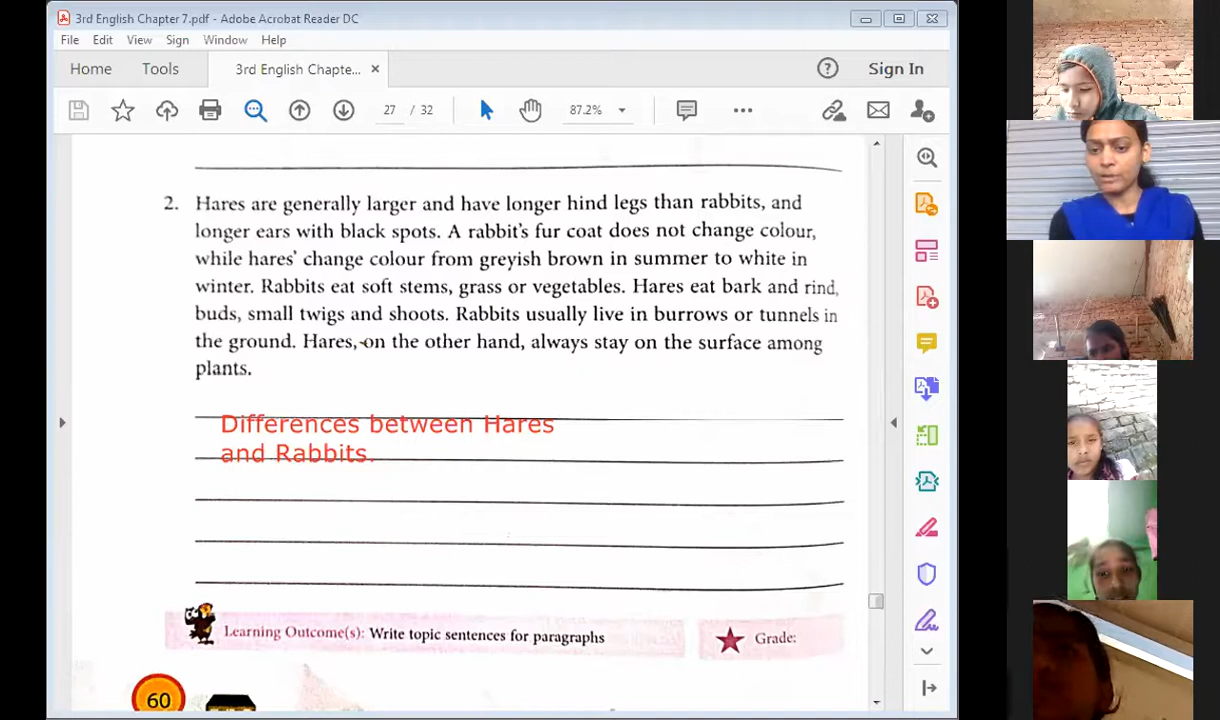 3rd English Chapter 7.pdf - Adobe Acrobat Reader DC
File Edit View Sign Window Help
Home Tools 3rd English Chapte... × Sign In
27 / 32 87.2%
2. Hares are generally larger and have longer hind legs than rabbits, and
longer ears with black spots. A rabbit's fur coat does not change colour,
while hares' change colour from greyish brown in summer to white in
winter. Rabbits eat soft stems, grass or vegetables. Hares eat bark and rind,
buds, small twigs and shoots. Rabbits usually live in burrows or tunnels in
the ground. Hares, on the other hand, always stay on the surface among
plants.
Differences between Hares
and Rabbits.
Learning Outcome(s): Write topic sentences for paragraphs
Grade:
60